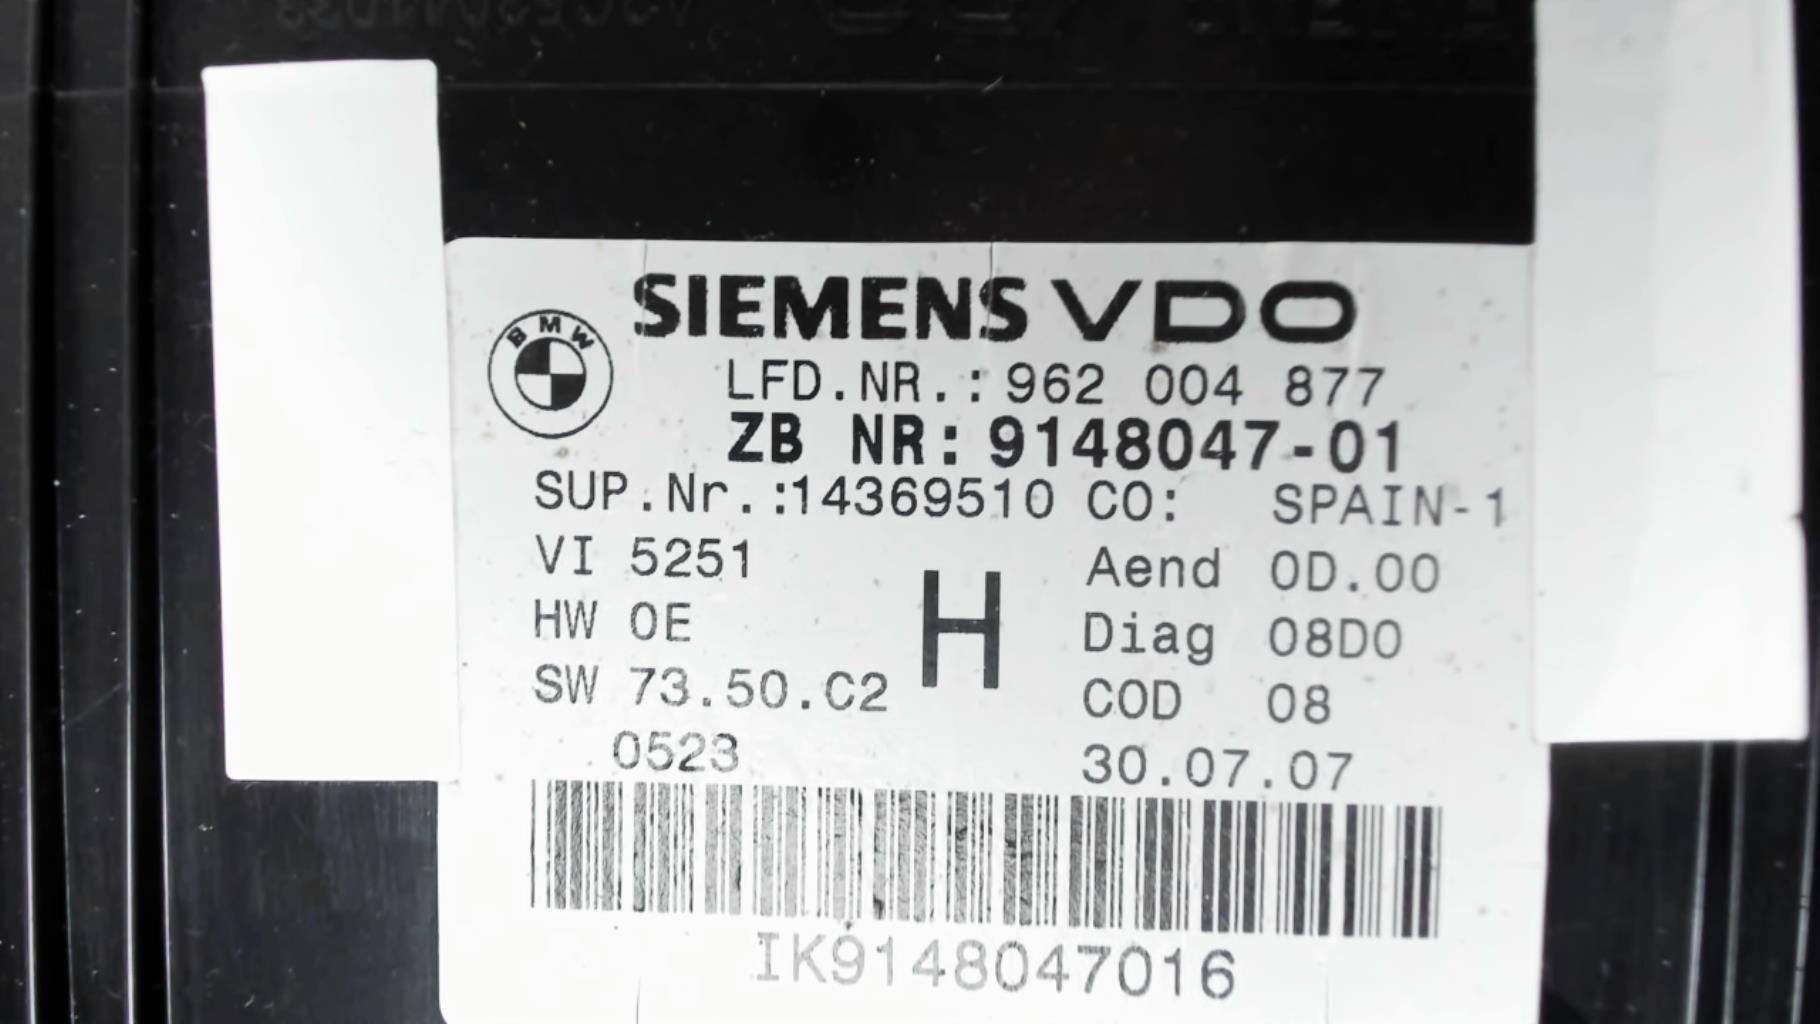 SIEMENS VDO
BMW
LFD.NR.: 962 004 877
ZB NR: 9148047-01
SUP.Nr.:14369510 CO: SPAIN-1
VI 5251
Aend 0D.00
HW 0E
H
Diag 08D0
SW 73.50.C2
COD 08
0523
30.07.07
IK9148047016